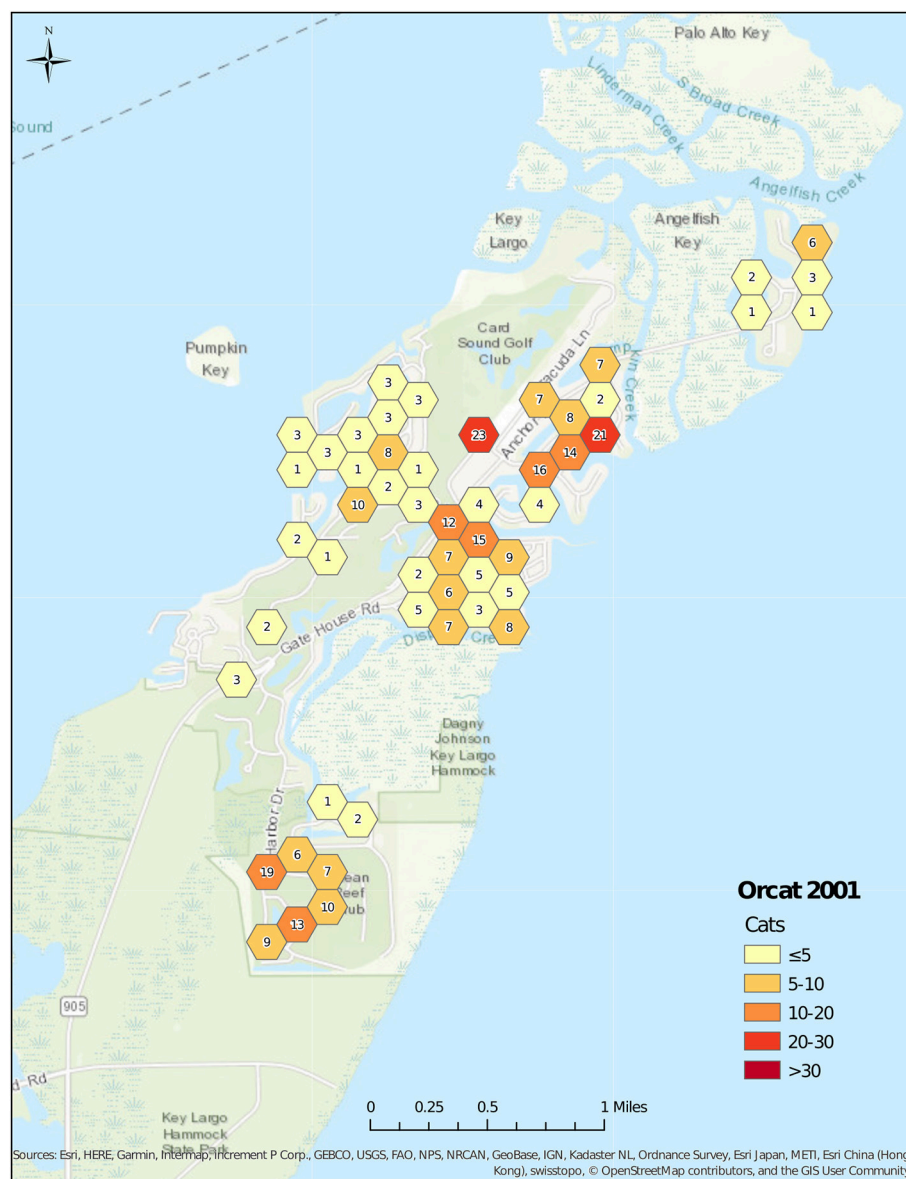 N
Palo Alto Key
Linderman Creek
S Broad Creek
Sound
Angelfish Creek
Key
Largo
Angelfish
Key
6
2
3
1
1
Card
Sound Golf
Club
Pumpkin
Key
Kin Creek
7
3
3
7
2
3
8
3
3
23
21
3
8
14
1
1
1
16
2
10
3
4
4
12
2
15
1
7
9
2
5
6
5
5
3
Gate House Rd
2
7
8
3
Dagny
Johnson
Key Largo
Hammock
1
2
Harbor Dr
6
19
7
10
13
9
Orcat 2001
Cats
≤5
5-10
10-20
20-30
>30
905
d Rd
0 0.25 0.5 1 Miles
Key Largo
Hammock
State Park
Sources: Esri, HERE, Garmin, Intermap, increment P Corp., GEBCO, USGS, FAO, NPS, NRCAN, GeoBase, IGN, Kadaster NL, Ordnance Survey, Esri Japan, METI, Esri China (Hong
Kong), swisstopo, © OpenStreetMap contributors, and the GIS User Community